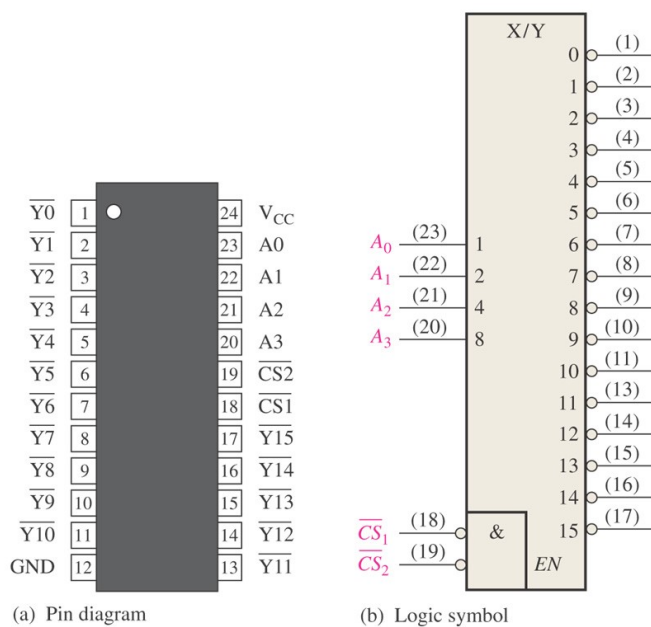 Y0 1 24 VCC
Y1 2 23 A0
Y2 3 22 A1
Y3 4 21 A2
Y4 5 20 A3
Y5 6 19 CS2
Y6 7 18 CS1
Y7 8 17 Y15
Y8 9 16 Y14
Y9 10 15 Y13
Y10 11 14 Y12
GND 12 13 Y11
(a) Pin diagram
X/Y
0 (1)
1 (2)
2 (3)
3 (4)
4 (5)
5 (6)
A0 (23) 1 6 (7)
A1 (22) 2 7 (8)
A2 (21) 4 8 (9)
A3 (20) 8 9 (10)
10 (11)
11 (13)
12 (14)
13 (15)
14 (16)
CS1 (18) & 15 (17)
CS2 (19) EN
(b) Logic symbol